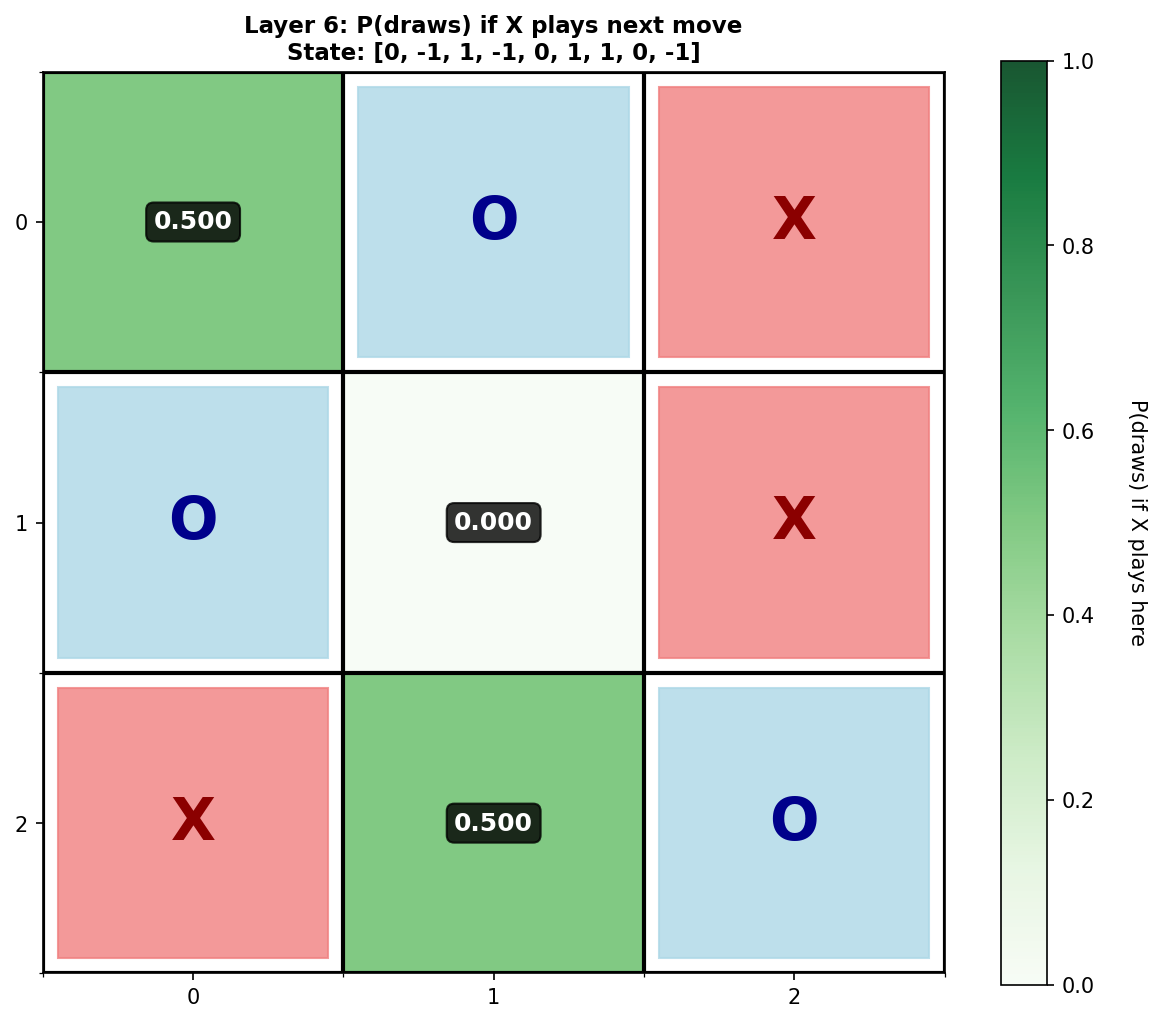 Layer 6: P(draws) if X plays next move
State: [0, -1, 1, -1, 0, 1, 1, 0, -1]
0.500 O X
O 0.000 X
X 0.500 O
0
1
2
0 1 2
1.0
0.8
0.6
0.4
0.2
0.0
P(draws) if X plays here